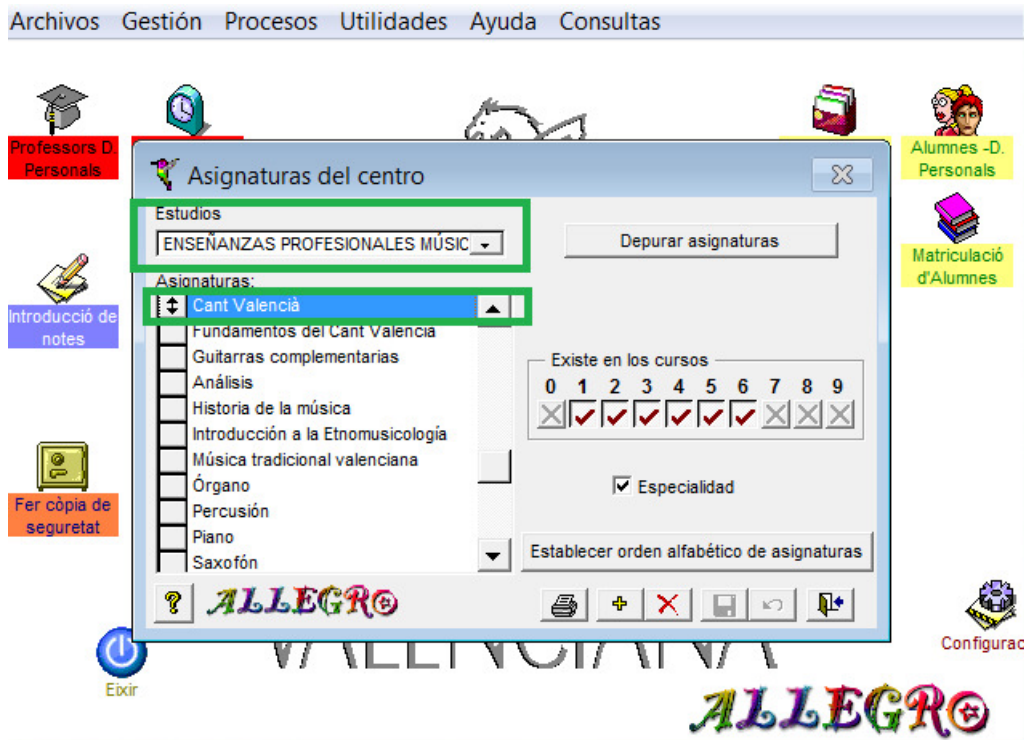 Archivos Gestión Procesos Utilidades Ayuda Consultas
Professors D.
Personals
Alumnes -D.
Personals
Asignaturas del centro
Estudios
ENSEÑANZAS PROFESIONALES MÚSIC
Depurar asignaturas
Matriculació
d'Alumnes
Asignaturas:
Cant Valencià
Fundamentos del Cant Valencià
Guitarras complementarias
Análisis
Historia de la música
Introducción a la Etnomusicología
Música tradicional valenciana
Órgano
Percusión
Piano
Saxofón
Introducció de
notes
Existe en los cursos
0 1 2 3 4 5 6 7 8 9
Especialidad
Fer còpia de
seguretat
Establecer orden alfabético de asignaturas
? ALLEGRO
Configurac
VALENCIANA
Eixir
ALLEGRO